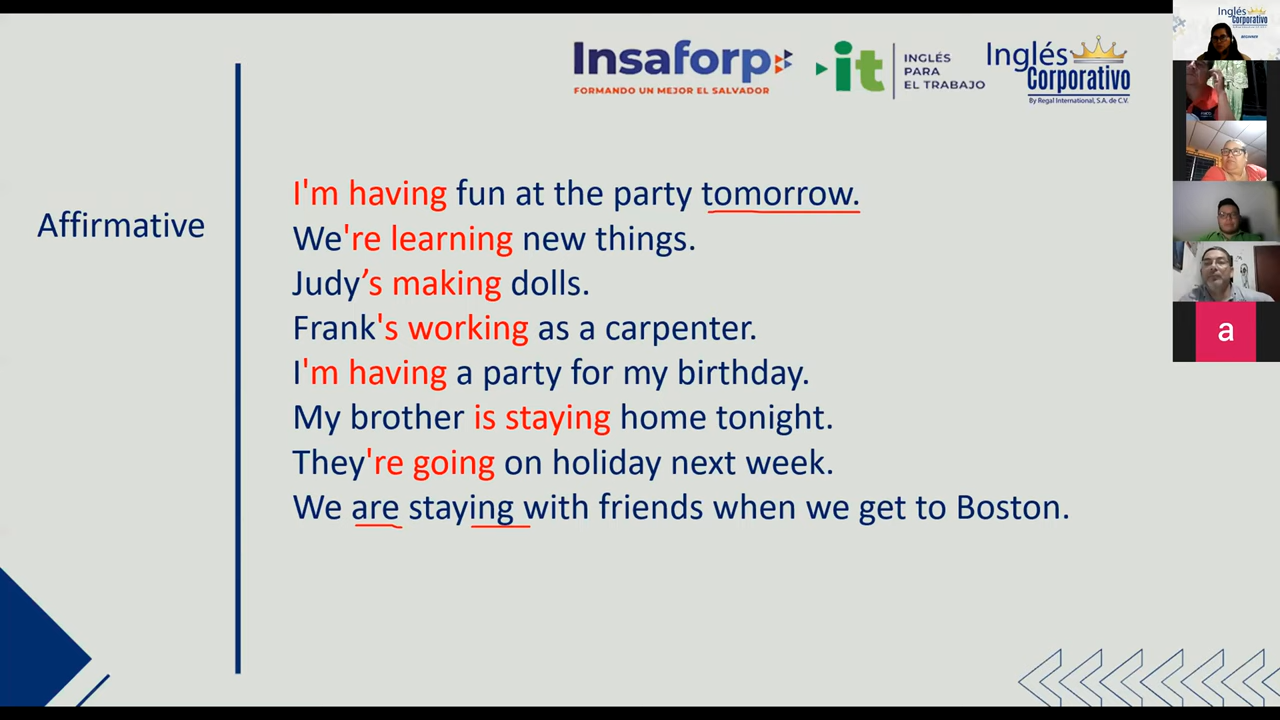 Insaforp
FORMANDO UN MEJOR EL SALVADOR
it
INGLÉS
PARA
EL TRABAJO
Inglés
Corporativo
By Regal International, S.A. de C.V.
Affirmative
I'm having fun at the party tomorrow.
We're learning new things.
Judy’s making dolls.
Frank's working as a carpenter.
I'm having a party for my birthday.
My brother is staying home tonight.
They're going on holiday next week.
We are staying with friends when we get to Boston.
Inglés
Corporativo
a